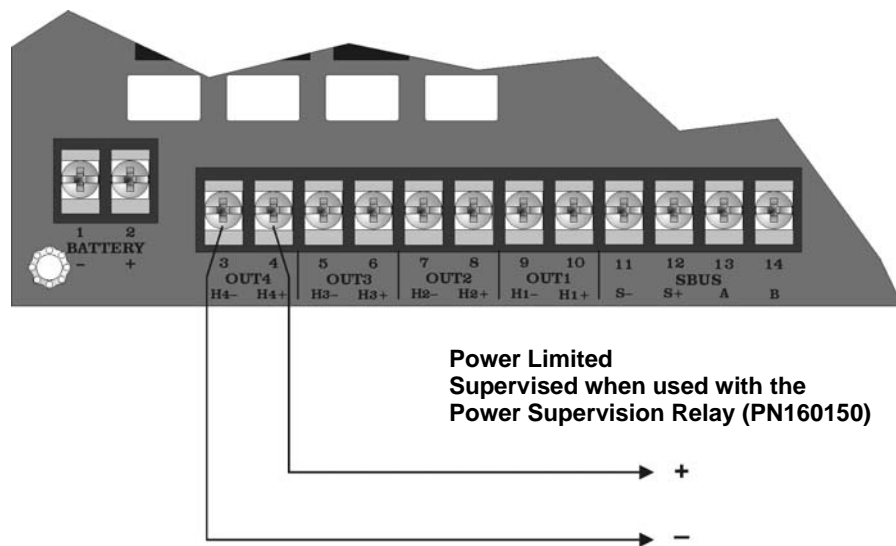 1 2
BATTERY
- +
3 4 5 6 7 8 9 10 11 12 13 14
OUT4 OUT3 OUT2 OUT1 SBUS
H4- H4+ H3- H3+ H2- H2+ H1- H1+ S- S+ A B
Power Limited
Supervised when used with the
Power Supervision Relay (PN160150)
+
-